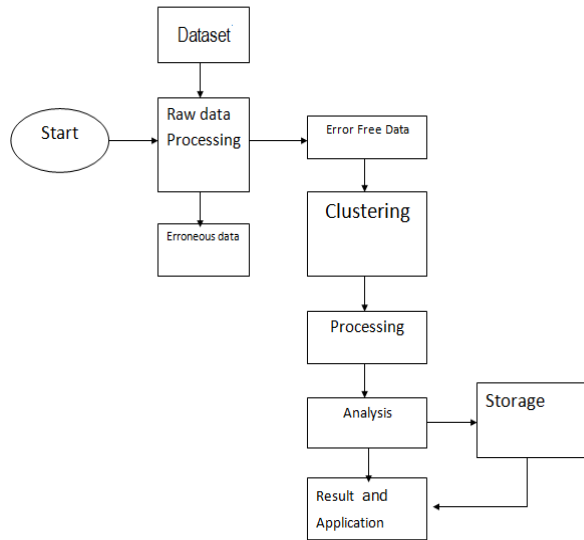 Dataset
Start
Raw data
Processing
Error Free Data
Clustering
Erroneous data
Processing
Analysis
Storage
Result and
Application